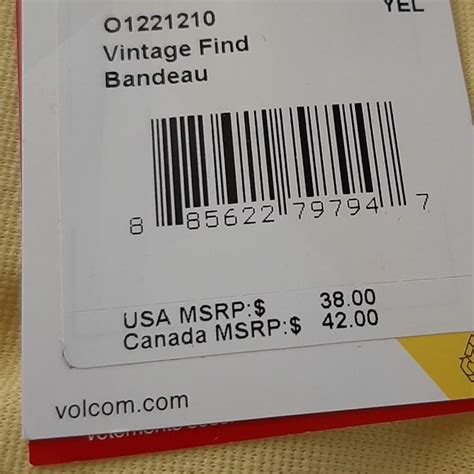 YEL
O1221210
Vintage Find
Bandeau
8 85622 79794 7
USA MSRP:$ 38.00
Canada MSRP:$ 42.00
volcom.com
vêtements